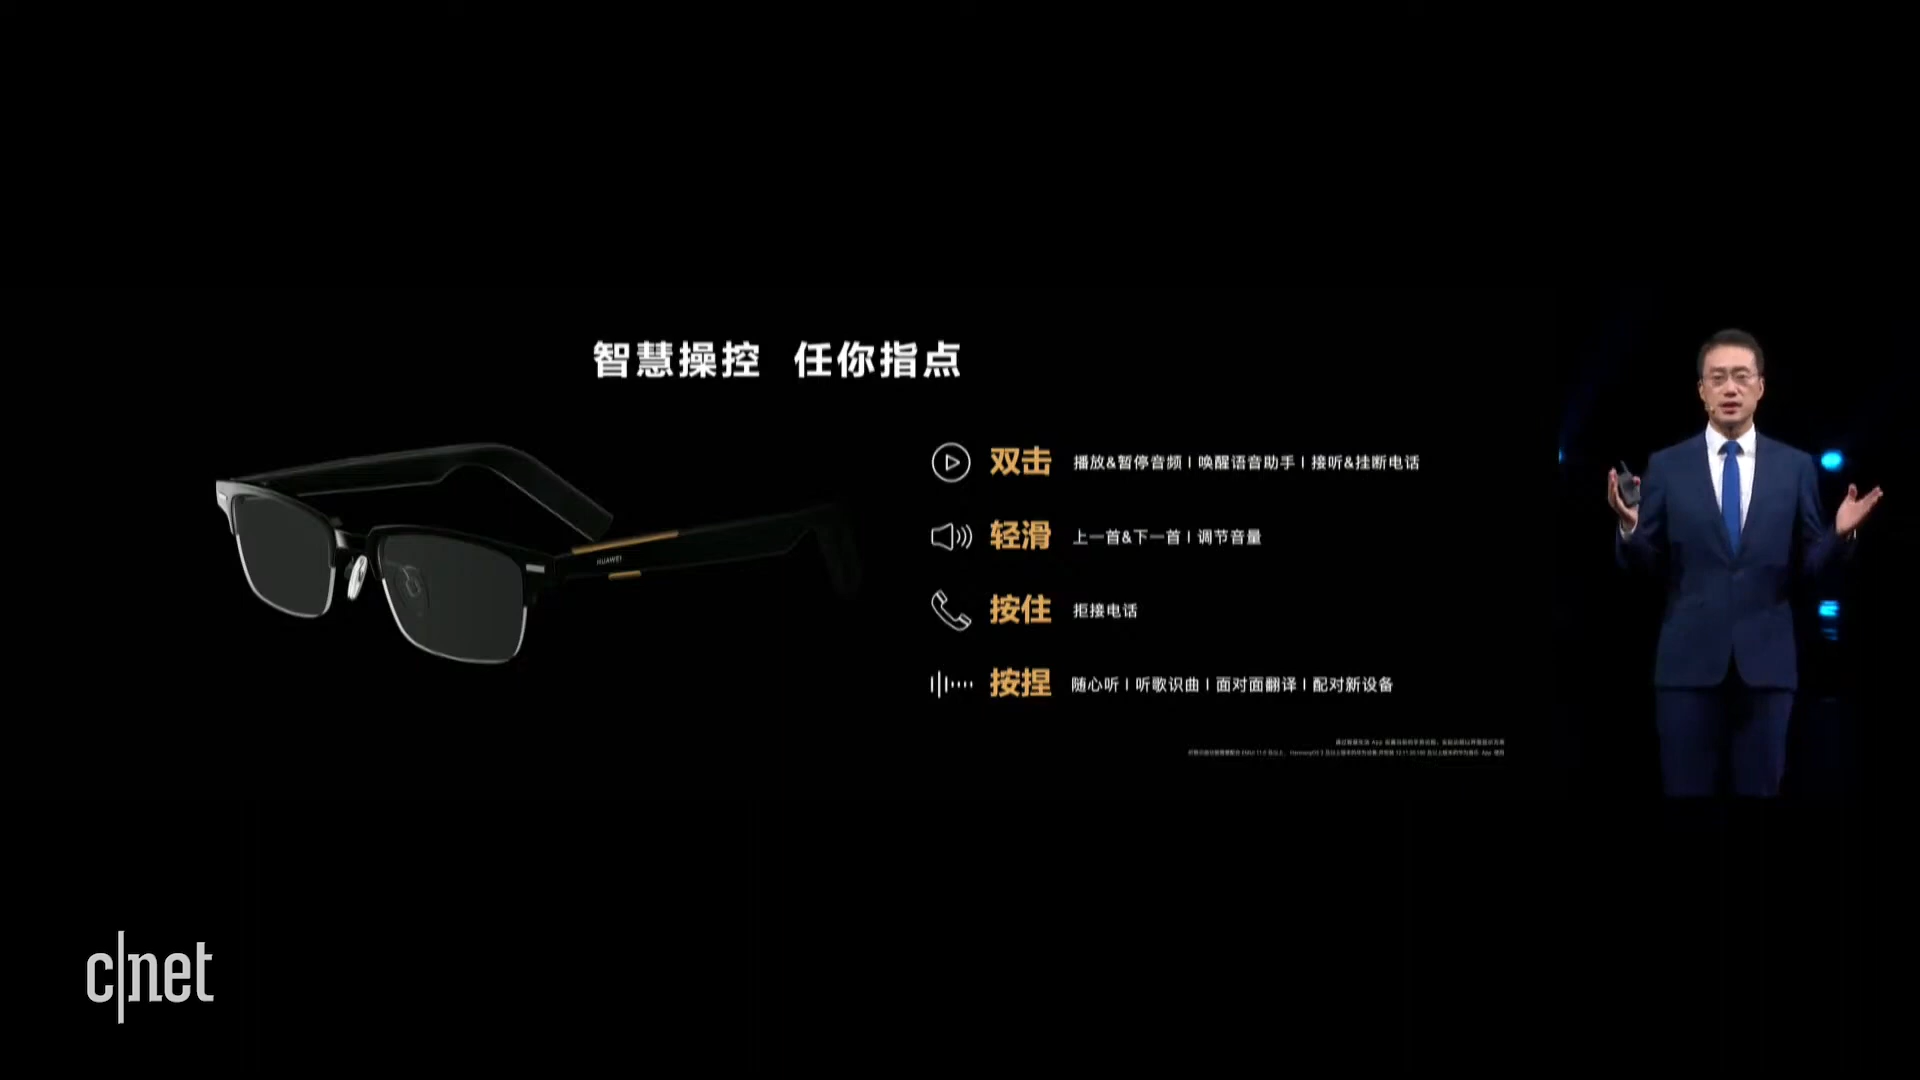 智慧操控 任你指点
双击 播放&暂停音频 | 唤醒语音助手 | 接听&挂断电话
轻滑 上一首&下一首 | 调节音量
按住 拒接电话
按捏 随心听 | 听歌识曲 | 面对面翻译 | 配对新设备
HUAWEI
c|net